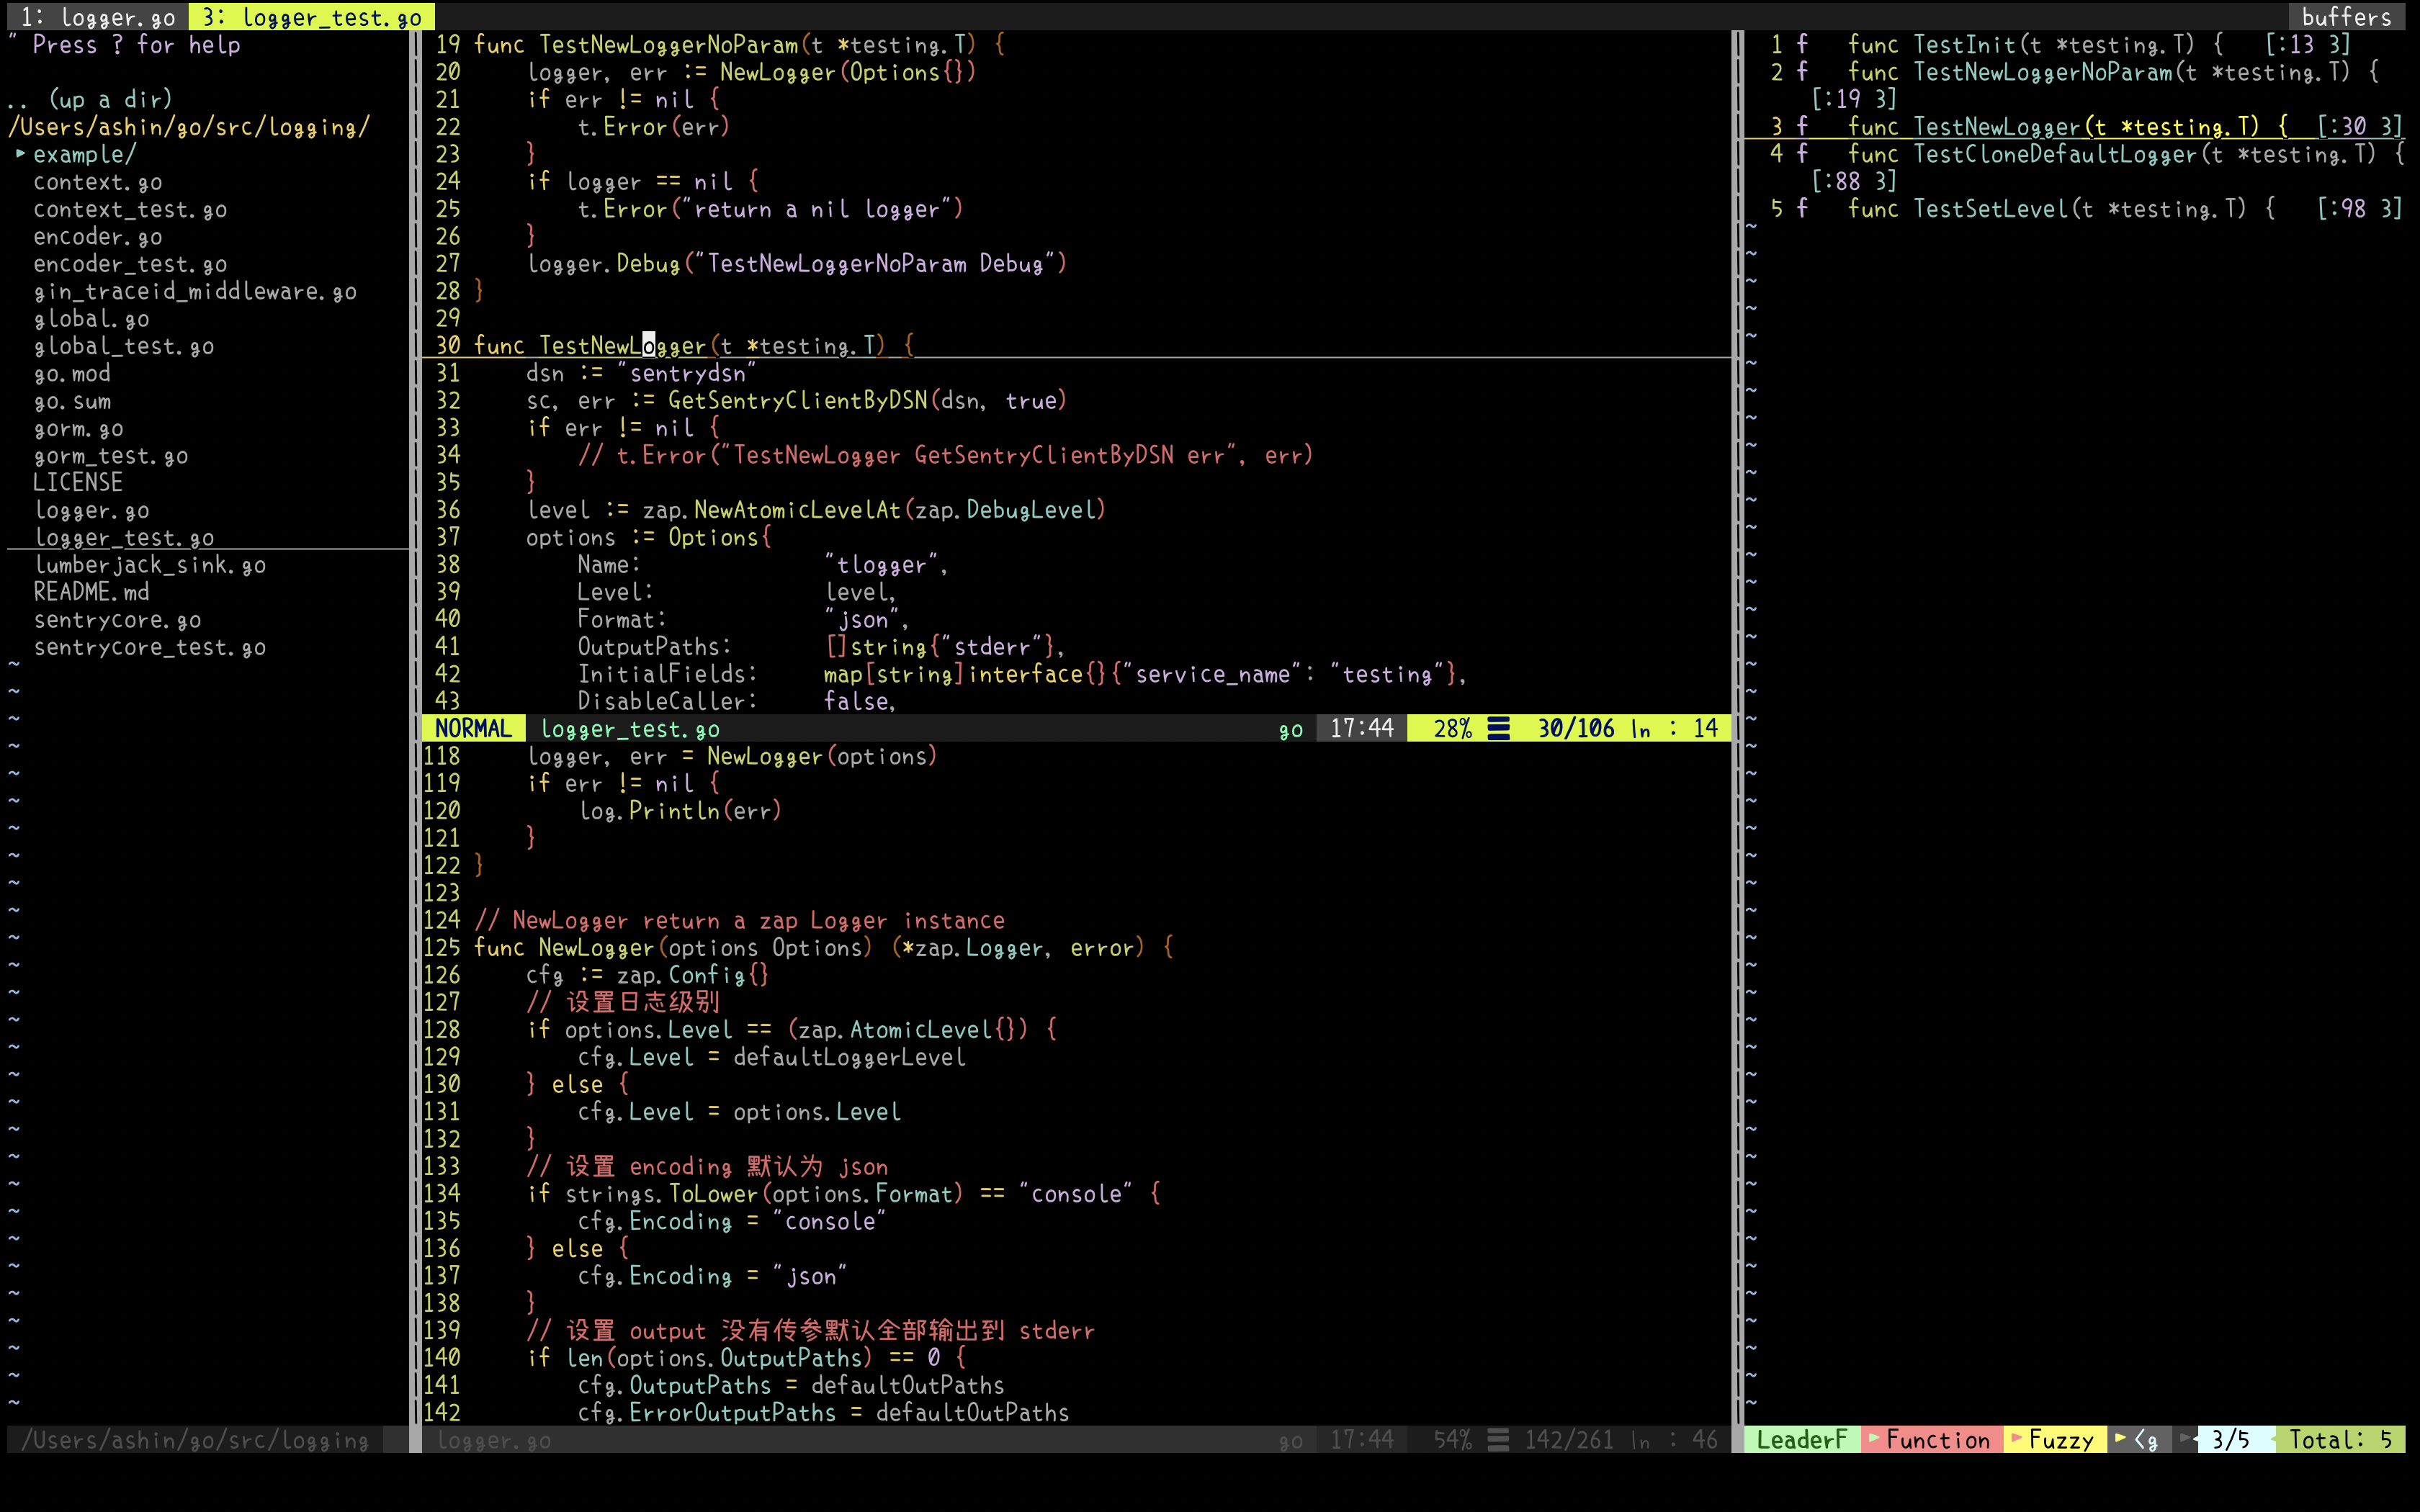 1: logger.go 3: logger_test.go buffers
" Press ? for help
.. (up a dir)
/Users/ashin/go/src/logging/
▸ example/
context.go
context_test.go
encoder.go
encoder_test.go
gin_traceid_middleware.go
global.go
global_test.go
go.mod
go.sum
gorm.go
gorm_test.go
LICENSE
logger.go
logger_test.go
lumberjack_sink.go
README.md
sentrycore.go
sentrycore_test.go
/Users/ashin/go/src/logging
19 func TestNewLoggerNoParam(t *testing.T) {
20     logger, err := NewLogger(Options{})
21     if err != nil {
22         t.Error(err)
23     }
24     if logger == nil {
25         t.Error("return a nil logger")
26     }
27     logger.Debug("TestNewLoggerNoParam Debug")
28 }
29
30 func TestNewLogger(t *testing.T) {
31     dsn := "sentrydsn"
32     sc, err := GetSentryClientByDSN(dsn, true)
33     if err != nil {
34         // t.Error("TestNewLogger GetSentryClientByDSN err", err)
35     }
36     level := zap.NewAtomicLevelAt(zap.DebugLevel)
37     options := Options{
38         Name:              "tlogger",
39         Level:             level,
40         Format:            "json",
41         OutputPaths:       []string{"stderr"},
42         InitialFields:     map[string]interface{}{"service_name": "testing"},
43         DisableCaller:     false,
NORMAL logger_test.go go 17:44 28% ☰ 30/106 ln : 14
118     logger, err = NewLogger(options)
119     if err != nil {
120         log.Println(err)
121     }
122 }
123
124 // NewLogger return a zap Logger instance
125 func NewLogger(options Options) (*zap.Logger, error) {
126     cfg := zap.Config{}
127     // 设置日志级别
128     if options.Level == (zap.AtomicLevel{}) {
129         cfg.Level = defaultLoggerLevel
130     } else {
131         cfg.Level = options.Level
132     }
133     // 设置 encoding 默认为 json
134     if strings.ToLower(options.Format) == "console" {
135         cfg.Encoding = "console"
136     } else {
137         cfg.Encoding = "json"
138     }
139     // 设置 output 没有传参默认全部输出到 stderr
140     if len(options.OutputPaths) == 0 {
141         cfg.OutputPaths = defaultOutPaths
142         cfg.ErrorOutputPaths = defaultOutPaths
logger.go go 17:44 54% ☰ 142/261 ln : 46
1 f func TestInit(t *testing.T) { [:13 3]
2 f func TestNewLoggerNoParam(t *testing.T) {
[:19 3]
3 f func TestNewLogger(t *testing.T) { [:30 3]
4 f func TestCloneDefaultLogger(t *testing.T) {
[:88 3]
5 f func TestSetLevel(t *testing.T) { [:98 3]
LeaderF Function Fuzzy <g 3/5 Total: 5